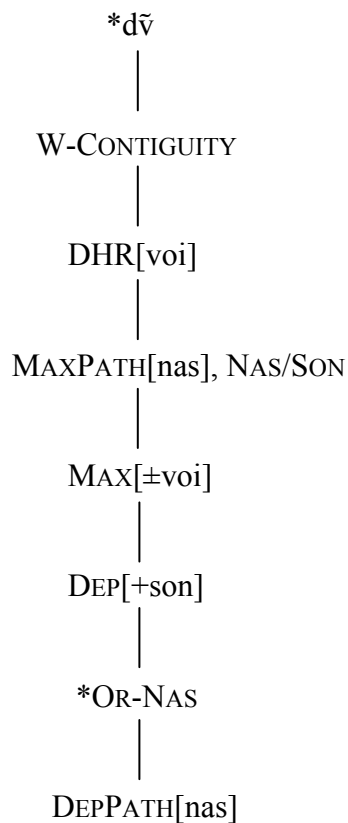 *dṽ
W-CONTIGUITY
DHR[voi]
MAXPATH[nas], NAS/SON
MAX[±voi]
DEP[+son]
*OR-NAS
DEPPATH[nas]